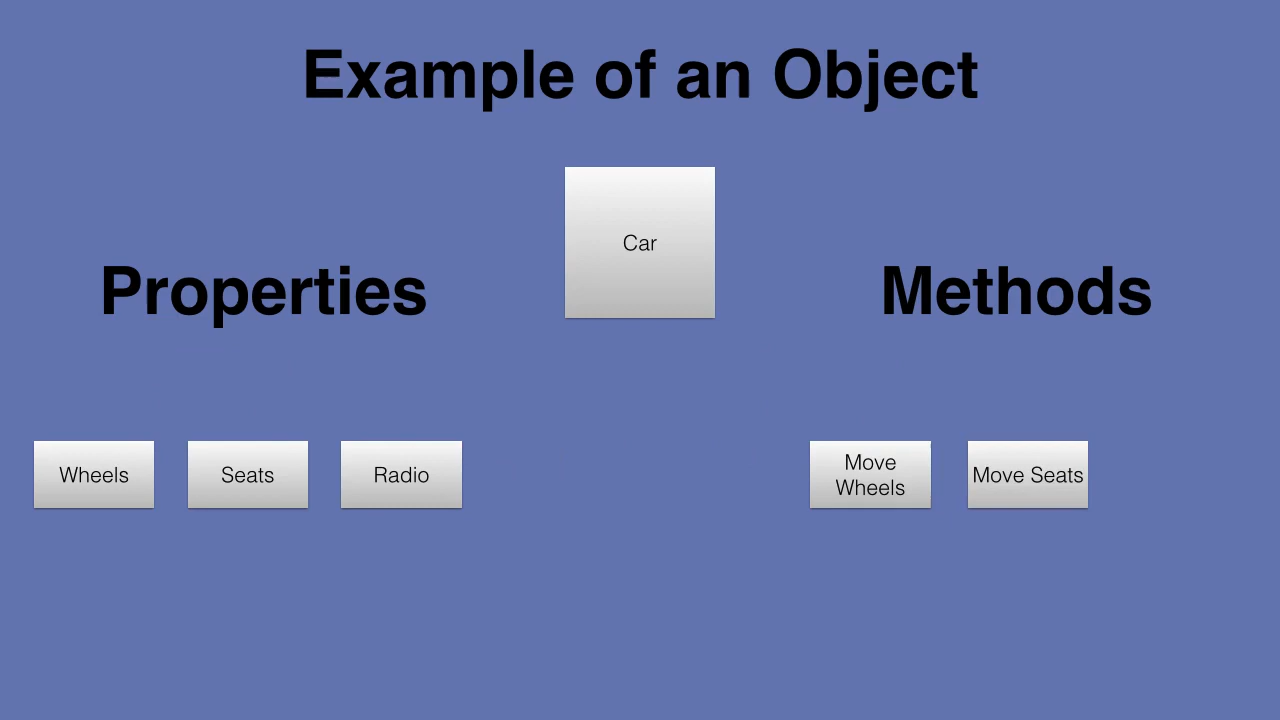 Example of an Object
Car
Properties
Methods
Wheels
Seats
Radio
Move
Wheels
Move Seats